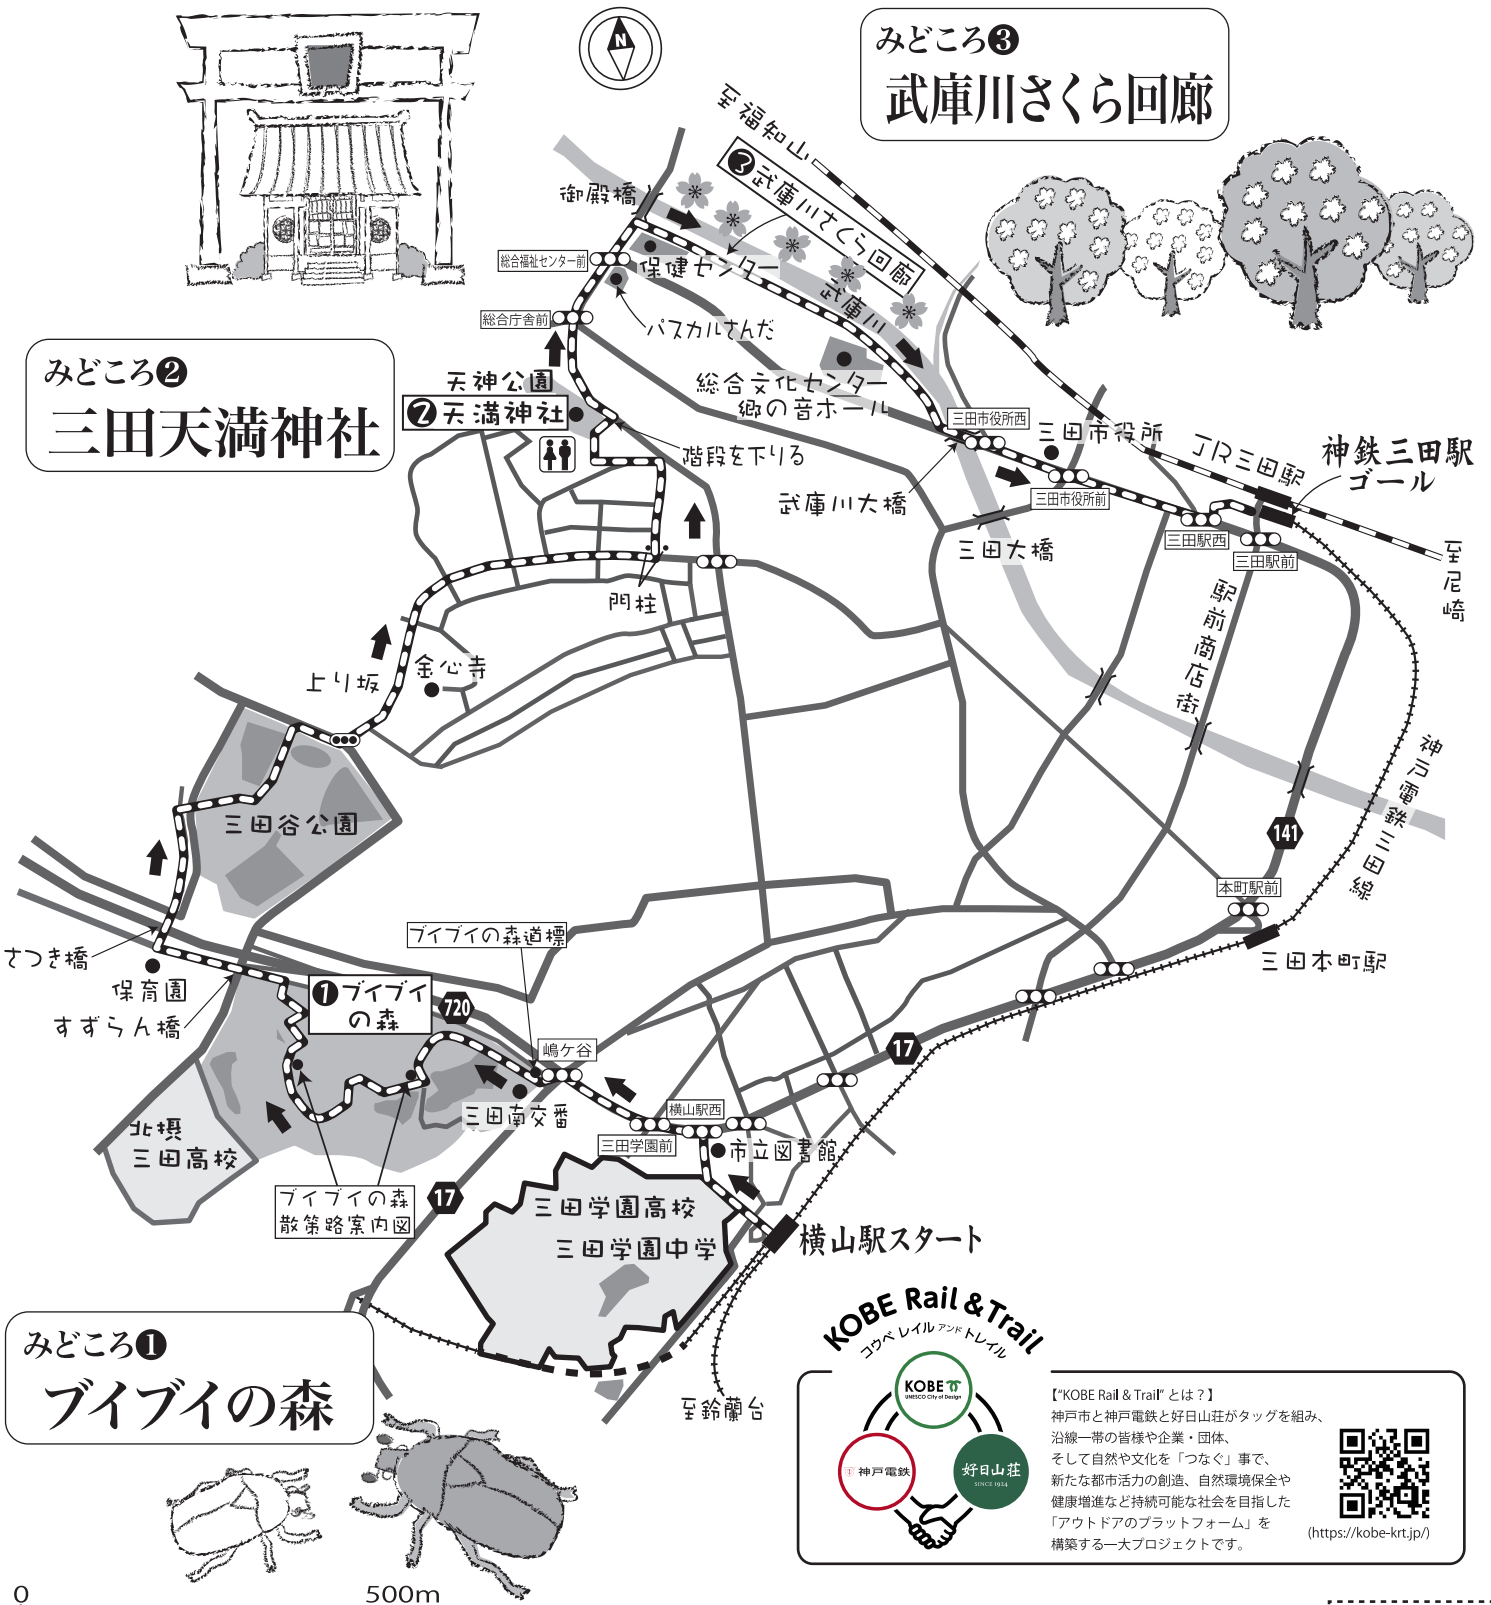 N
みどころ❸
武庫川さくら回廊
至福知山
❸武庫川さくら回廊
御殿橋
総合福祉センター前
保健センター
総合庁舎前
パスカルさんだ
武庫川
みどころ❷
三田天満神社
天神公園
❷天満神社
総合文化センター
郷の音ホール
階段を下りる
三田市役所西
三田市役所
武庫川大橋
三田市役所前
JR三田駅
神鉄三田駅
ゴール
三田大橋
三田駅西
三田駅前
至尼崎
門柱
駅前商店街
金心寺
上り坂
神戸電鉄三田線
三田谷公園
141
本町駅前
三田本町駅
ブイブイの森道標
さつき橋
保育園
すずらん橋
❶ブイブイ
の森
720
嶋ケ谷
17
三田南交番
横山駅西
三田学園前
市立図書館
北摂
三田高校
ブイブイの森
散策路案内図
17
三田学園高校
三田学園中学
横山駅スタート
至鈴蘭台
みどころ❶
ブイブイの森
KOBE Rail & Trail
コウベ レイル アンド トレイル
KOBE
UNESCO City of Design
神戸電鉄
好日山荘
SINCE 1924
【“KOBE Rail & Trail” とは？】
神戸市と神戸電鉄と好日山荘がタッグを組み、
沿線一帯の皆様や企業・団体、
そして自然や文化を「つなぐ」事で、
新たな都市活力の創造、自然環境保全や
健康増進など持続可能な社会を目指した
「アウトドアのプラットフォーム」を
構築する一大プロジェクトです。
(https://kobe-krt.jp/)
0
500m